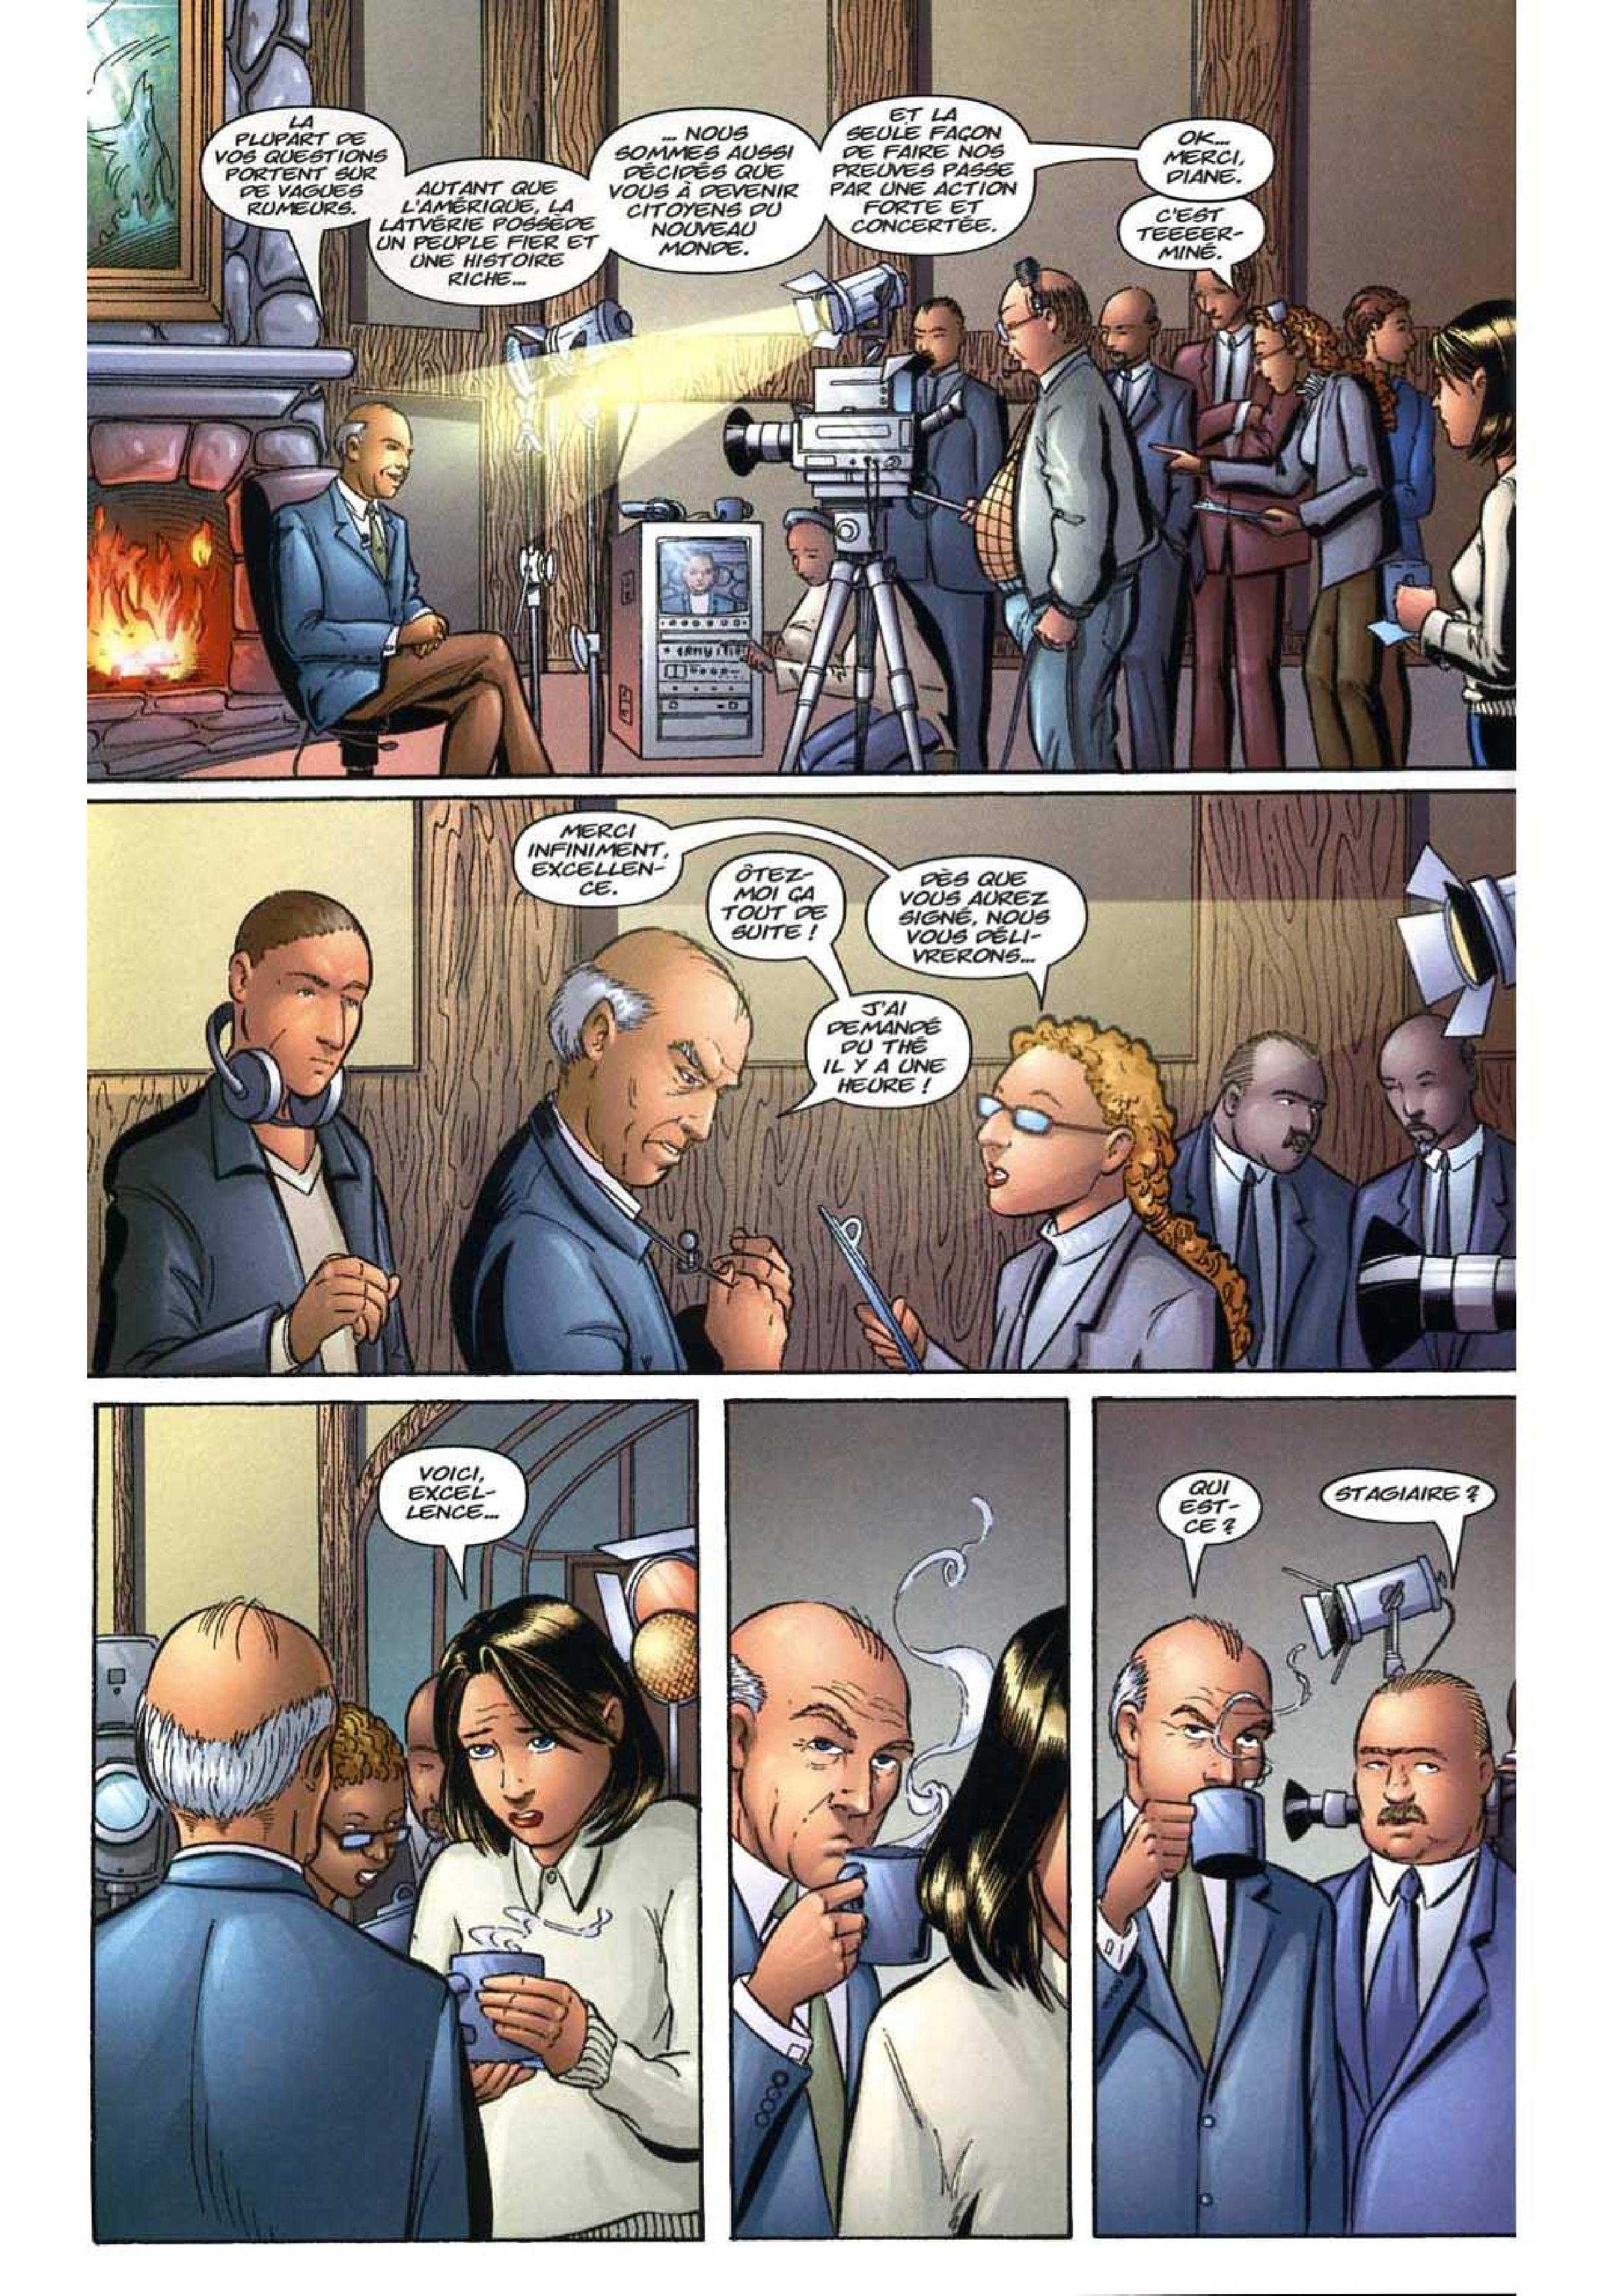 LA
PLUPART DE
VOS QUESTIONS
PORTENT SUR
DE VAGUES
RUMEURS.
AUTANT QUE
L'AMÉRIQUE, LA
LATVÉRIE POSSÈDE
UN PEUPLE FIER ET
UNE HISTOIRE
RICHE...
... NOUS
SOMMES AUSSI
DÉCIDÉS QUE
VOUS À DEVENIR
CITOYENS DU
NOUVEAU
MONDE.
ET LA
SEULE FAÇON
DE FAIRE NOS
PREUVES PASSE
PAR UNE ACTION
FORTE ET
CONCERTÉE.
OK...
MERCI,
DIANE.
C'EST
TEEEER-
MINÉ.
MERCI
INFINIMENT,
EXCELLEN-
CE.
ÔTEZ-
MOI ÇA
TOUT DE
SUITE !
DÈS QUE
VOUS AUREZ
SIGNÉ, NOUS
VOUS DÉLI-
VRERONS...
J'AI
DEMANDÉ
DU THÉ
IL Y A UNE
HEURE !
VOICI,
EXCEL-
LENCE...
QUI
EST-
CE ?
STAGIAIRE ?